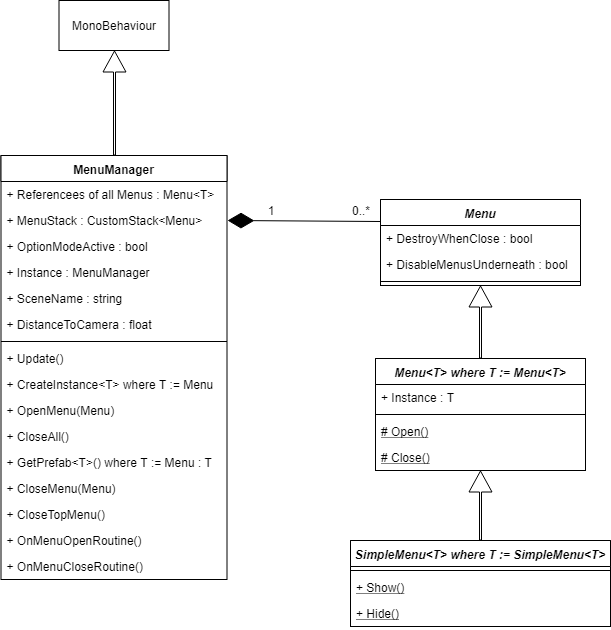 MonoBehaviour
MenuManager
+ Referencees of all Menus : Menu<T>
+ MenuStack : CustomStack<Menu>
+ OptionModeActive : bool
+ Instance : MenuManager
+ SceneName : string
+ DistanceToCamera : float
+ Update()
+ CreateInstance<T> where T := Menu
+ OpenMenu(Menu)
+ CloseAll()
+ GetPrefab<T>() where T := Menu : T
+ CloseMenu(Menu)
+ CloseTopMenu()
+ OnMenuOpenRoutine()
+ OnMenuCloseRoutine()
1
0..*
Menu
+ DestroyWhenClose : bool
+ DisableMenusUnderneath : bool
Menu<T> where T := Menu<T>
+ Instance : T
# Open()
# Close()
SimpleMenu<T> where T := SimpleMenu<T>
+ Show()
+ Hide()